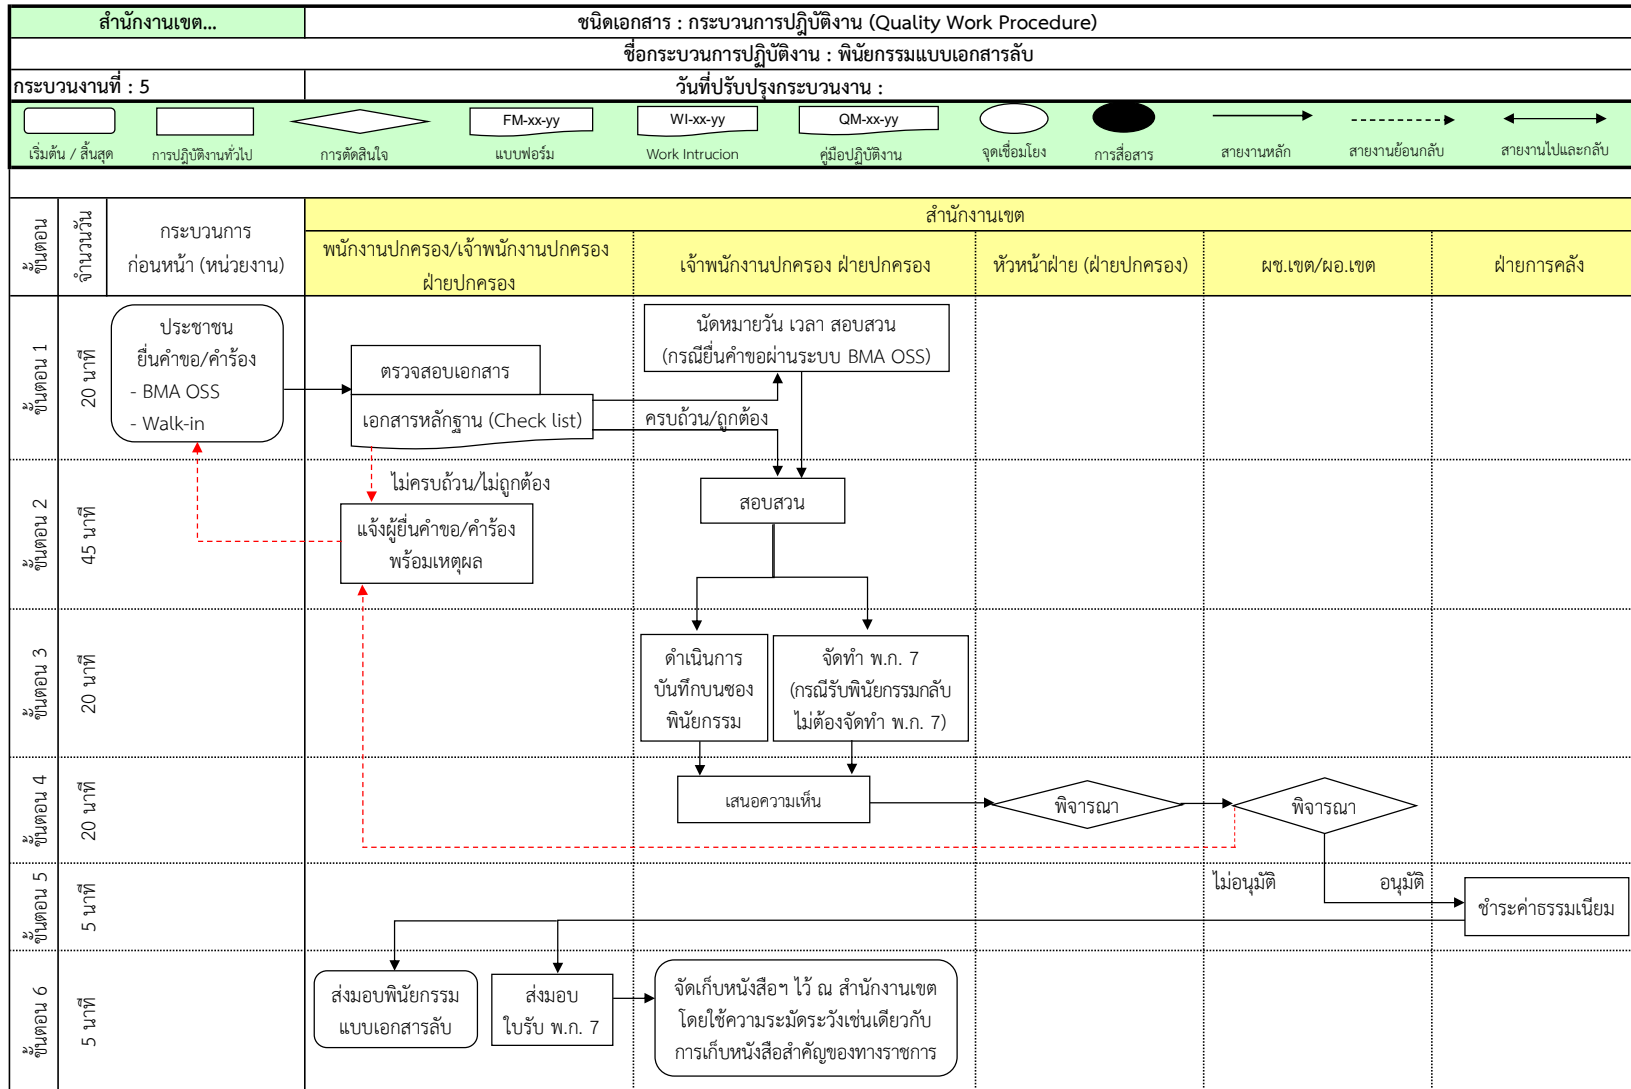 สำนักงานเขต...
ชนิดเอกสาร : กระบวนการปฏิบัติงาน (Quality Work Procedure)
ชื่อกระบวนการปฏิบัติงาน : พินัยกรรมแบบเอกสารลับ
กระบวนงานที่ : 5
วันที่ปรับปรุงกระบวนงาน :
FM-xx-yy
WI-xx-yy
QM-xx-yy
เริ่มต้น / สิ้นสุด
การปฏิบัติงานทั่วไป
การตัดสินใจ
แบบฟอร์ม
Work Intrucion
คู่มือปฏิบัติงาน
จุดเชื่อมโยง
การสื่อสาร
สายงานหลัก
สายงานย้อนกลับ
สายงานไปและกลับ
ขั้นตอน
จำนวนวัน
กระบวนการ
ก่อนหน้า (หน่วยงาน)
สำนักงานเขต
พนักงานปกครอง/เจ้าพนักงานปกครอง
ฝ่ายปกครอง
เจ้าพนักงานปกครอง ฝ่ายปกครอง
หัวหน้าฝ่าย (ฝ่ายปกครอง)
ผช.เขต/ผอ.เขต
ฝ่ายการคลัง
ขั้นตอน 1
20 นาที
ประชาชน
ยื่นคำขอ/คำร้อง
- BMA OSS
- Walk-in
ตรวจสอบเอกสาร
เอกสารหลักฐาน (Check list)
นัดหมายวัน เวลา สอบสวน
(กรณียื่นคำขอผ่านระบบ BMA OSS)
ครบถ้วน/ถูกต้อง
ขั้นตอน 2
45 นาที
ไม่ครบถ้วน/ไม่ถูกต้อง
แจ้งผู้ยื่นคำขอ/คำร้อง
พร้อมเหตุผล
สอบสวน
ขั้นตอน 3
20 นาที
ดำเนินการ
บันทึกบนซอง
พินัยกรรม
จัดทำ พ.ก. 7
(กรณีรับพินัยกรรมกลับ
ไม่ต้องจัดทำ พ.ก. 7)
ขั้นตอน 4
20 นาที
เสนอความเห็น
พิจารณา
พิจารณา
ขั้นตอน 5
5 นาที
ไม่อนุมัติ
อนุมัติ
ชำระค่าธรรมเนียม
ขั้นตอน 6
5 นาที
ส่งมอบพินัยกรรม
แบบเอกสารลับ
ส่งมอบ
ใบรับ พ.ก. 7
จัดเก็บหนังสือฯ ไว้ ณ สำนักงานเขต
โดยใช้ความระมัดระวังเช่นเดียวกับ
การเก็บหนังสือสำคัญของทางราชการ